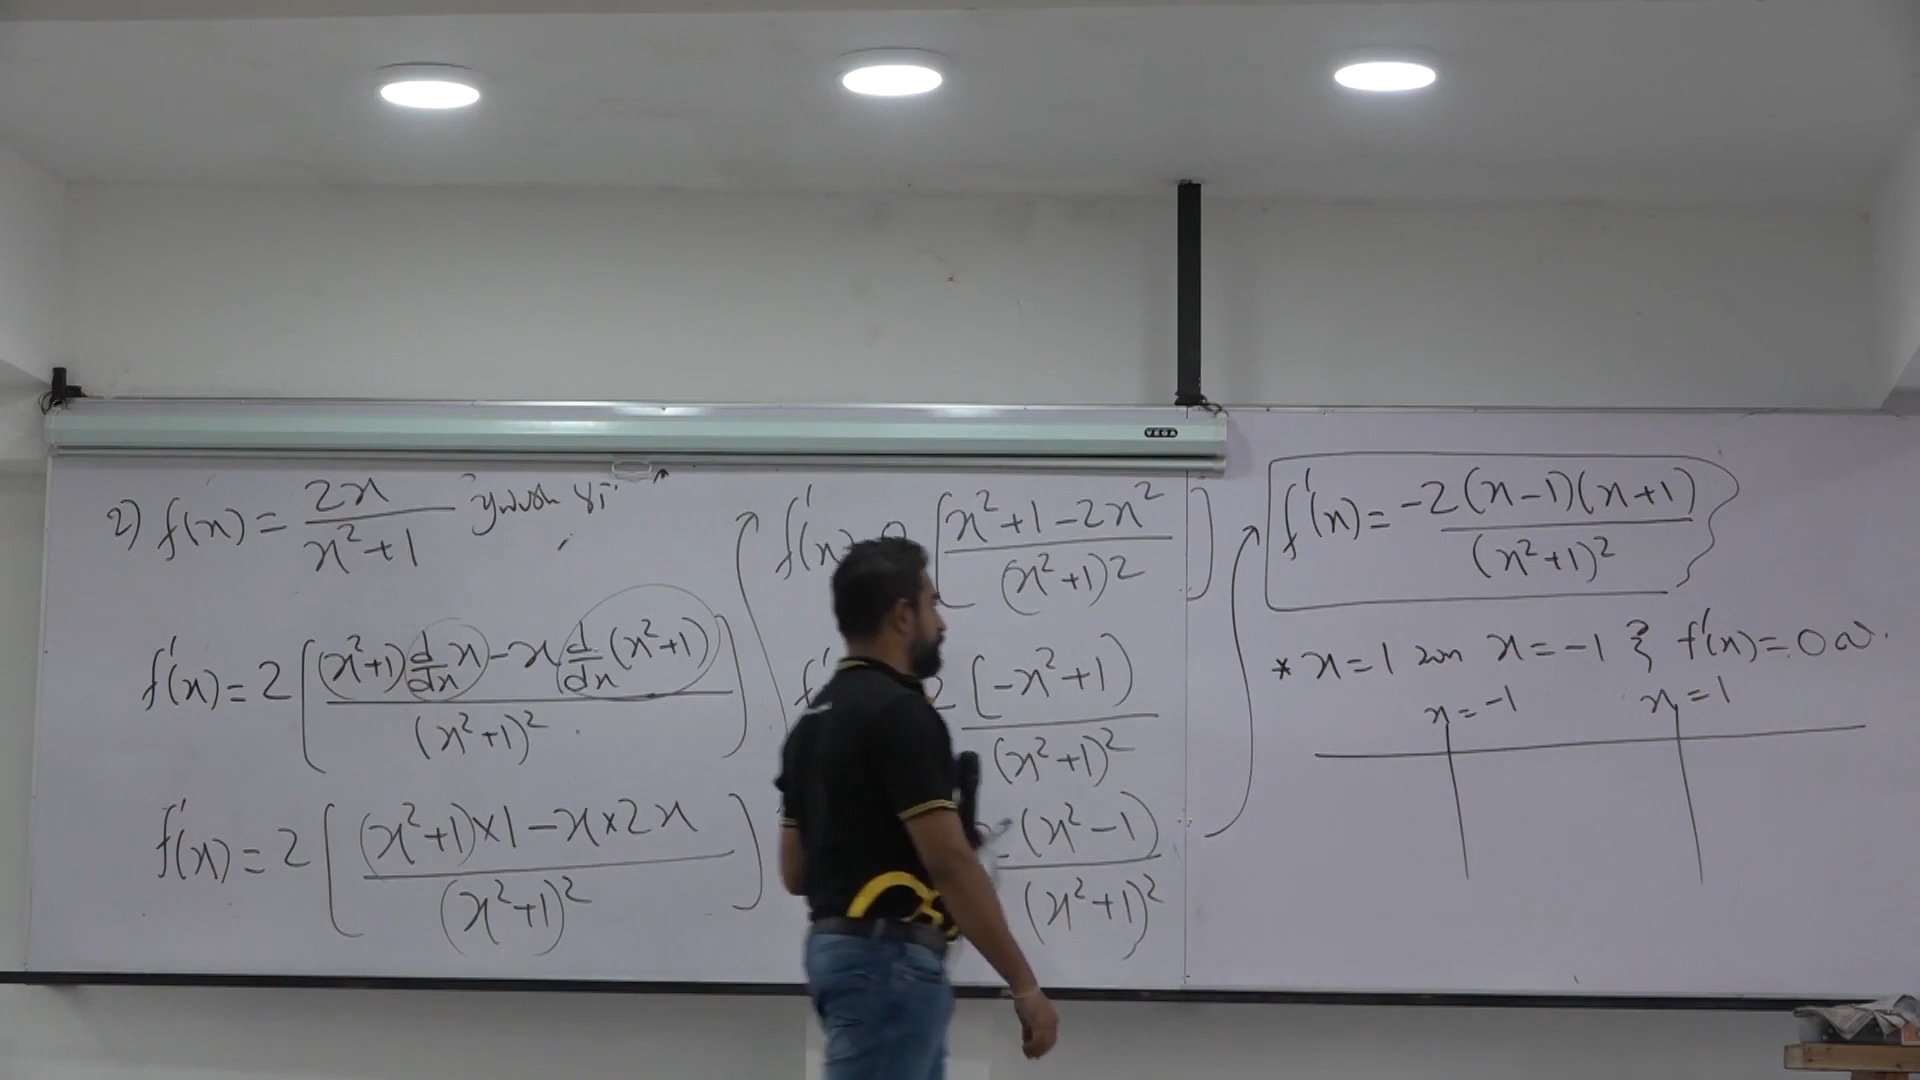 VEGA
2) f(x) = 2x / x²+1
f'(x) = 2 [ (x²+1) d/dx x - x d/dx (x²+1) / (x²+1)² ]
f'(x) = 2 [ (x²+1)×1 - x×2x / (x²+1)² ]
f'(x) [ x²+1-2x² / (x²+1)² ]
[-x²+1) / (x²+1)²
(x²-1) / (x²+1)²
f'(x) = -2(x-1)(x+1) / (x²+1)²
* x=1 x=-1 f'(x)=0
x=-1 x=1